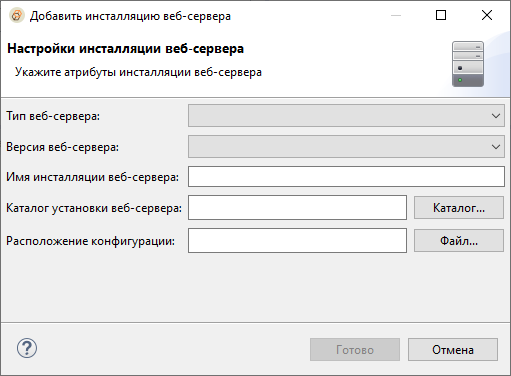 Добавить инсталляцию веб-сервера
Настройки инсталляции веб-сервера
Укажите атрибуты инсталляции веб-сервера
Тип веб-сервера:
Версия веб-сервера:
Имя инсталляции веб-сервера:
Каталог установки веб-сервера:
Каталог...
Расположение конфигурации:
Файл...
?
Готово
Отмена